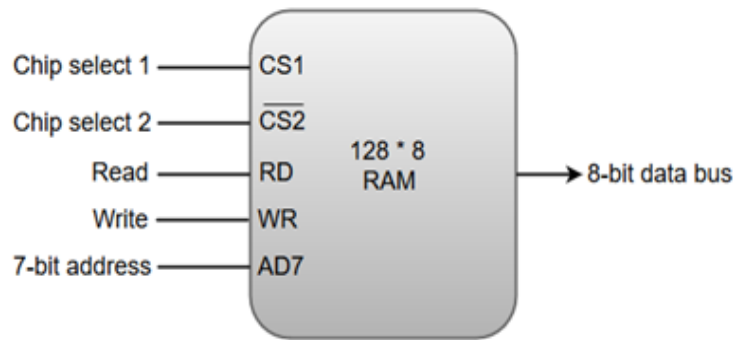 Chip select 1 CS1
Chip select 2 C̅S̅2̅
Read RD
Write WR
7-bit address AD7
128 * 8
RAM
8-bit data bus